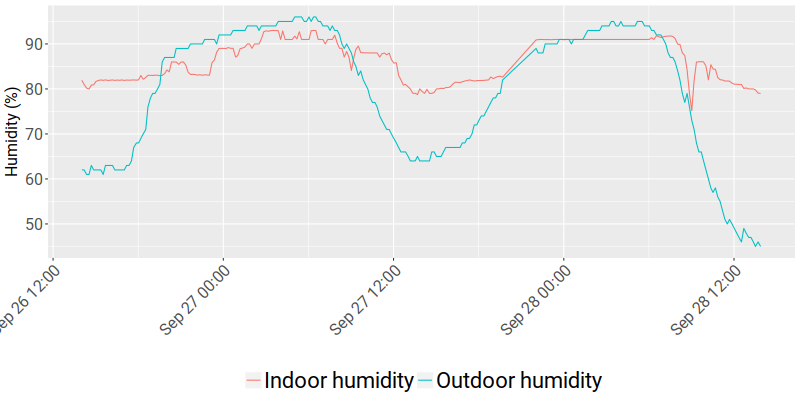 Humidity (%)
90
80
70
60
50
Sep 26 12:00
Sep 27 00:00
Sep 27 12:00
Sep 28 00:00
Sep 28 12:00
Indoor humidity Outdoor humidity